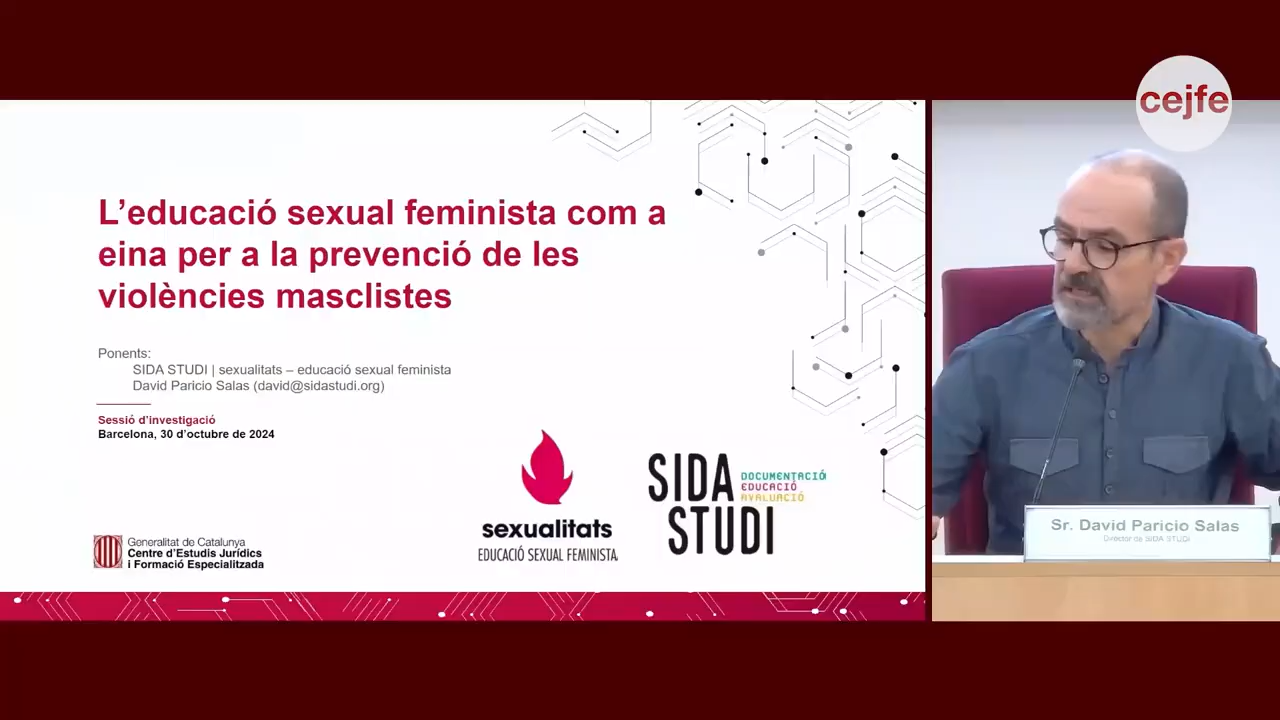 cejfe
L'educació sexual feminista com a
eina per a la prevenció de les
violències masclistes
Ponents:
SIDA STUDI | sexualitats – educació sexual feminista
David Paricio Salas (david@sidastudi.org)
Sessió d'investigació
Barcelona, 30 d'octubre de 2024
sexualitats
EDUCACIÓ SEXUAL FEMINISTA
SIDA
STUDI
DOCUMENTACIÓ
EDUCACIÓ
AVALUACIÓ
Generalitat de Catalunya
Centre d'Estudis Jurídics
i Formació Especialitzada
Sr. David Paricio Salas
Director de SIDA STUDI